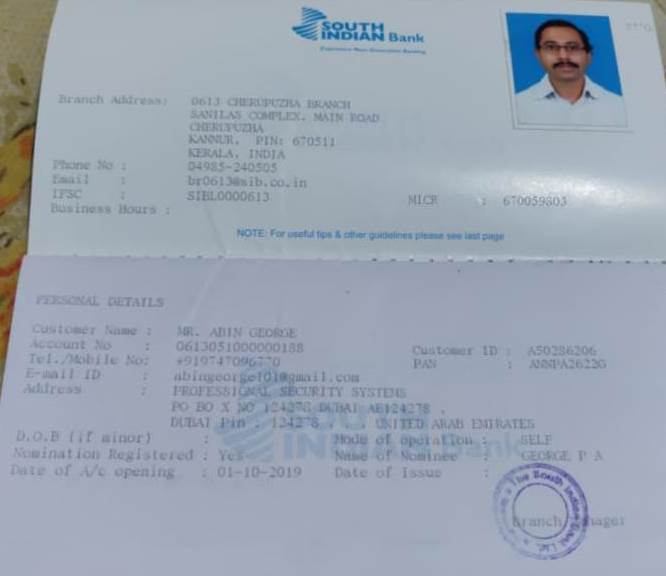 SOUTH
INDIAN Bank
Experience Next Generation Banking
Branch Address: 0613 CHERUPUZHA BRANCH
SANILAS COMPLEX, MAIN ROAD
CHERUPUZHA
KANNUR, PIN: 670511
KERALA, INDIA
Phone No : 04985-240505
Email : br0613@sib.co.in
IFSC : SIBL0000613 MICR : 670059803
Business Hours :
NOTE: For useful tips & other guidelines please see last page
PERSONAL DETAILS
Customer Name : MR. ABIN GEORGE
Account No : 0613051000000188 Customer ID : A50286206
Tel./Mobile No: +919747096770 PAN : ANNPA2622G
E-mail ID : abingeorge101@gmail.com
Address : PROFESSIONAL SECURITY SYSTEMS
PO BO X NO 124278 DUBAI AE124278 ,
DUBAI Pin : 124278 UNITED ARAB EMIRATES
D.O.B (if minor) : Mode of operation : SELF
Nomination Registered : Yes Name of Nominee : GEORGE P A
Date of A/c opening : 01-10-2019 Date of Issue :
SOUTH
INDIAN Bank
The South Indian Bank Ltd.
Branch Manager